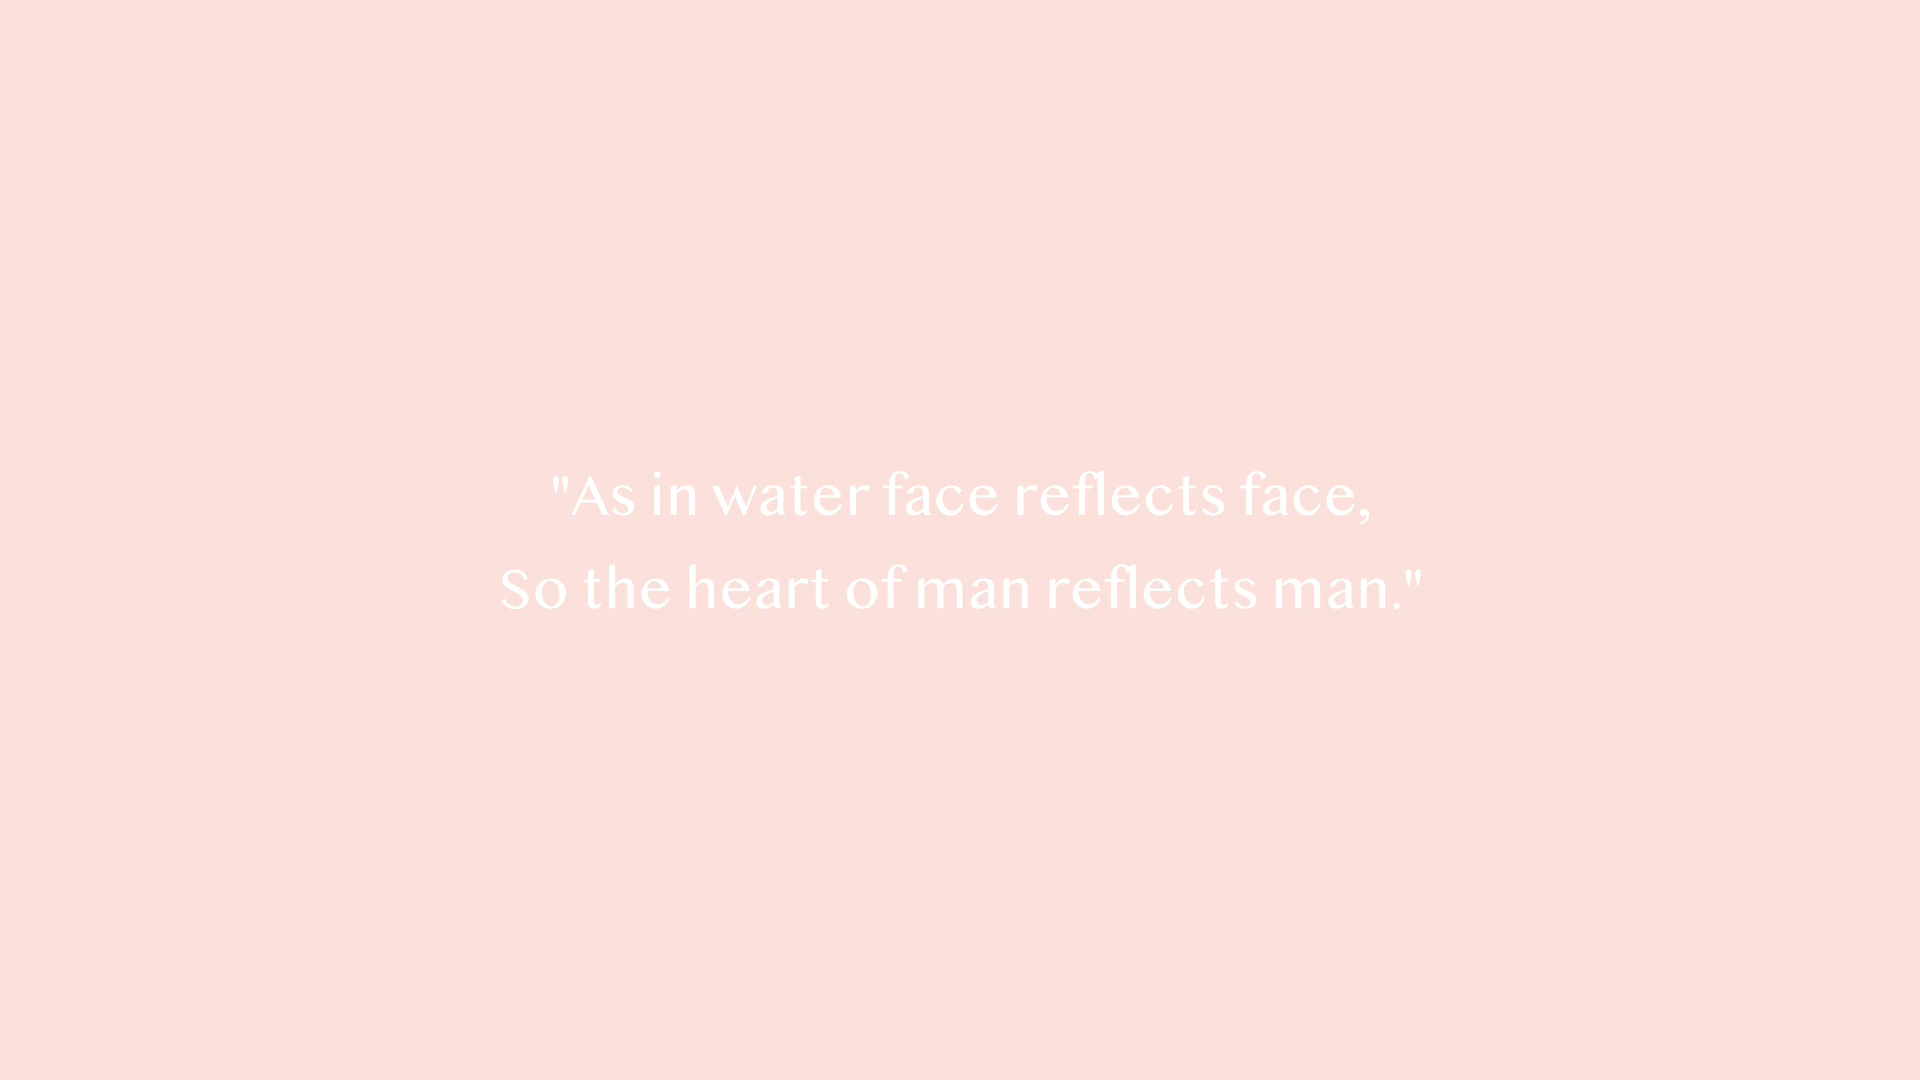 "As in water face reflects face,
So the heart of man reflects man."